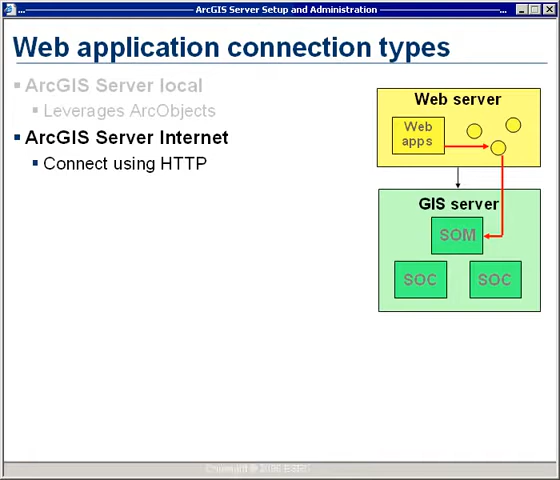 ArcGIS Server Setup and Administration
Web application connection types
ArcGIS Server local
Leverages ArcObjects
ArcGIS Server Internet
Connect using HTTP
Web server
Web
apps
GIS server
SOM
SOC
SOC